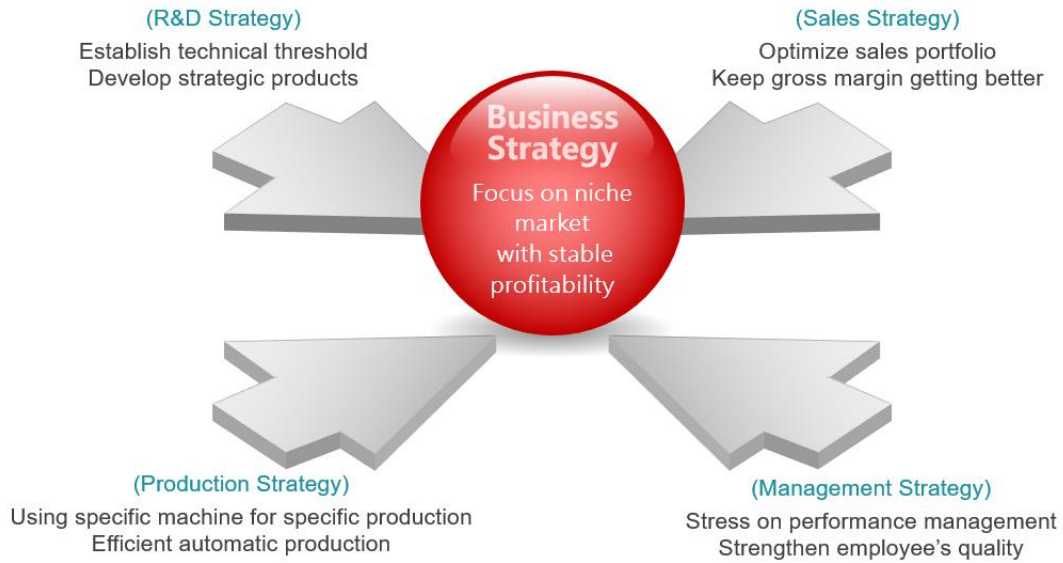 (R&D Strategy)
Establish technical threshold
Develop strategic products
(Sales Strategy)
Optimize sales portfolio
Keep gross margin getting better
Business
Strategy
Focus on niche
market
with stable
profitability
(Production Strategy)
Using specific machine for specific production
Efficient automatic production
(Management Strategy)
Stress on performance management
Strengthen employee’s quality